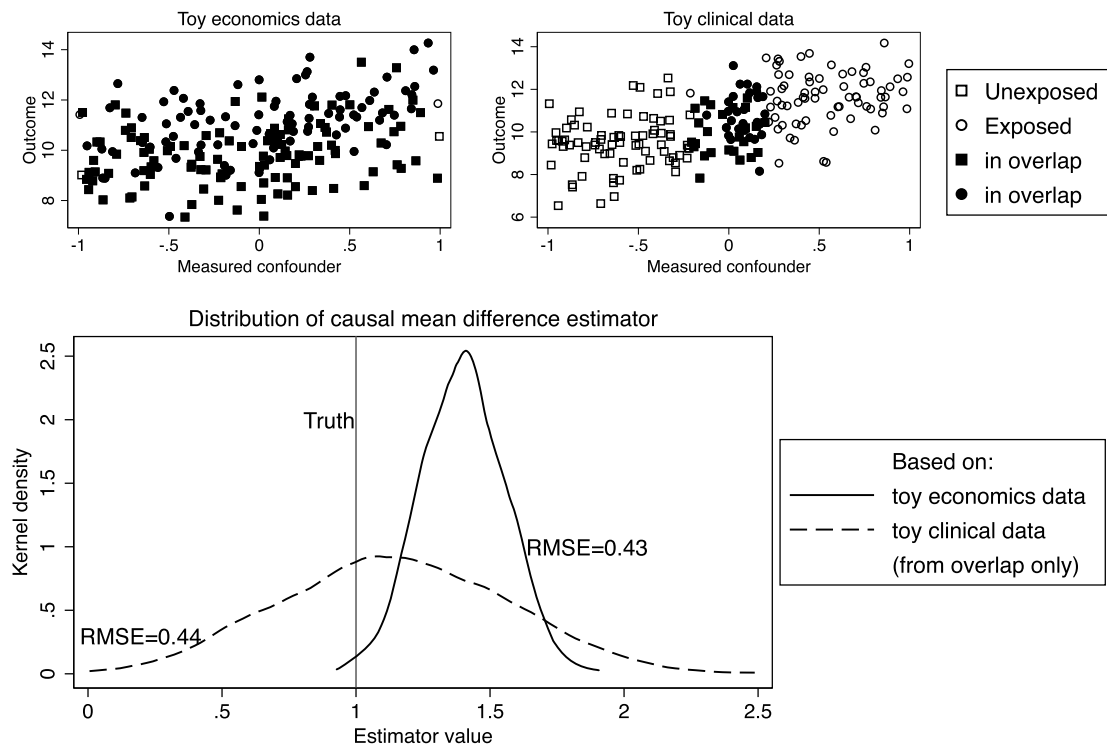 Toy economics data
14
12
10
8
Outcome
-1 -.5 0 .5 1
Measured confounder
Toy clinical data
14
12
10
8
6
Outcome
-1 -.5 0 .5 1
Measured confounder
Unexposed
Exposed
in overlap
in overlap
Distribution of causal mean difference estimator
2.5
2
1.5
1
.5
0
Kernel density
Truth
RMSE=0.43
RMSE=0.44
0 .5 1 1.5 2 2.5
Estimator value
Based on:
toy economics data
toy clinical data
(from overlap only)